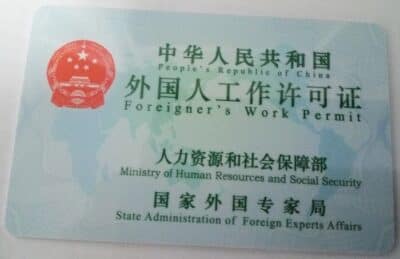 中华人民共和国
People's Republic of China
外国人工作许可证
Foreigner's Work Permit
人力资源和社会保障部
Ministry of Human Resources and Social Security
国家外国专家局
State Administration of Foreign Experts Affairs